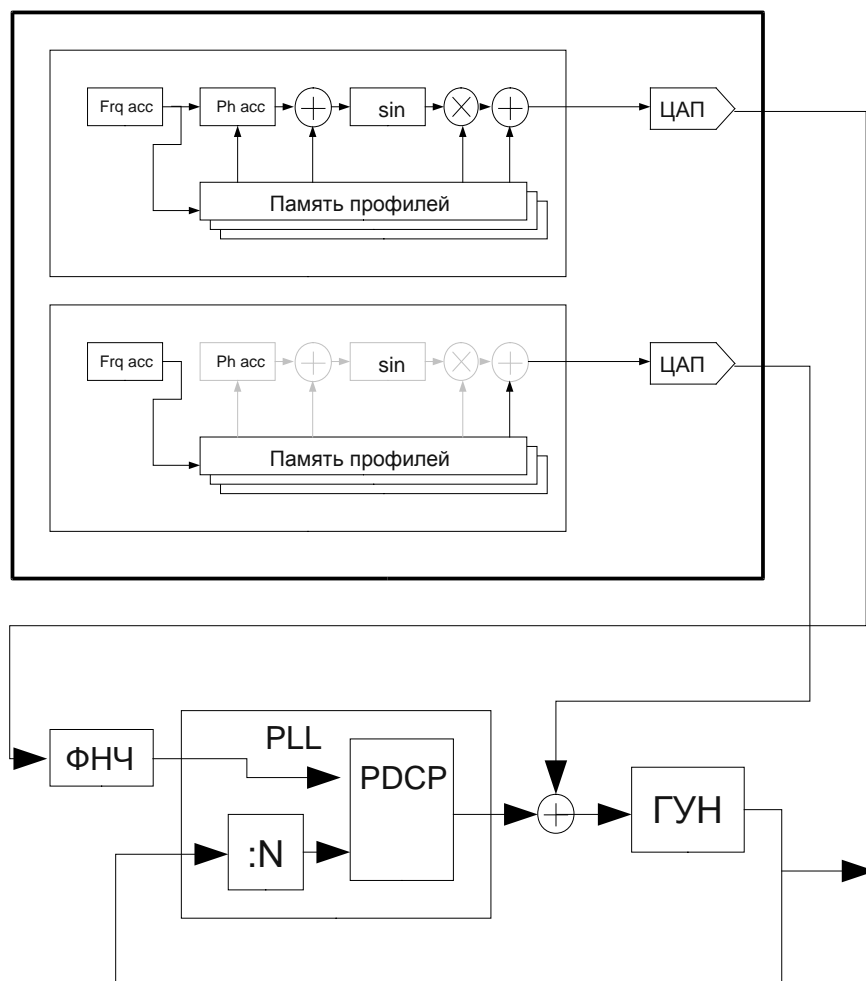 Frq acc
Ph acc
sin
ЦАП
Память профилей
Frq acc
Ph acc
sin
ЦАП
Память профилей
ФНЧ
PLL
PDCP
:N
ГУН